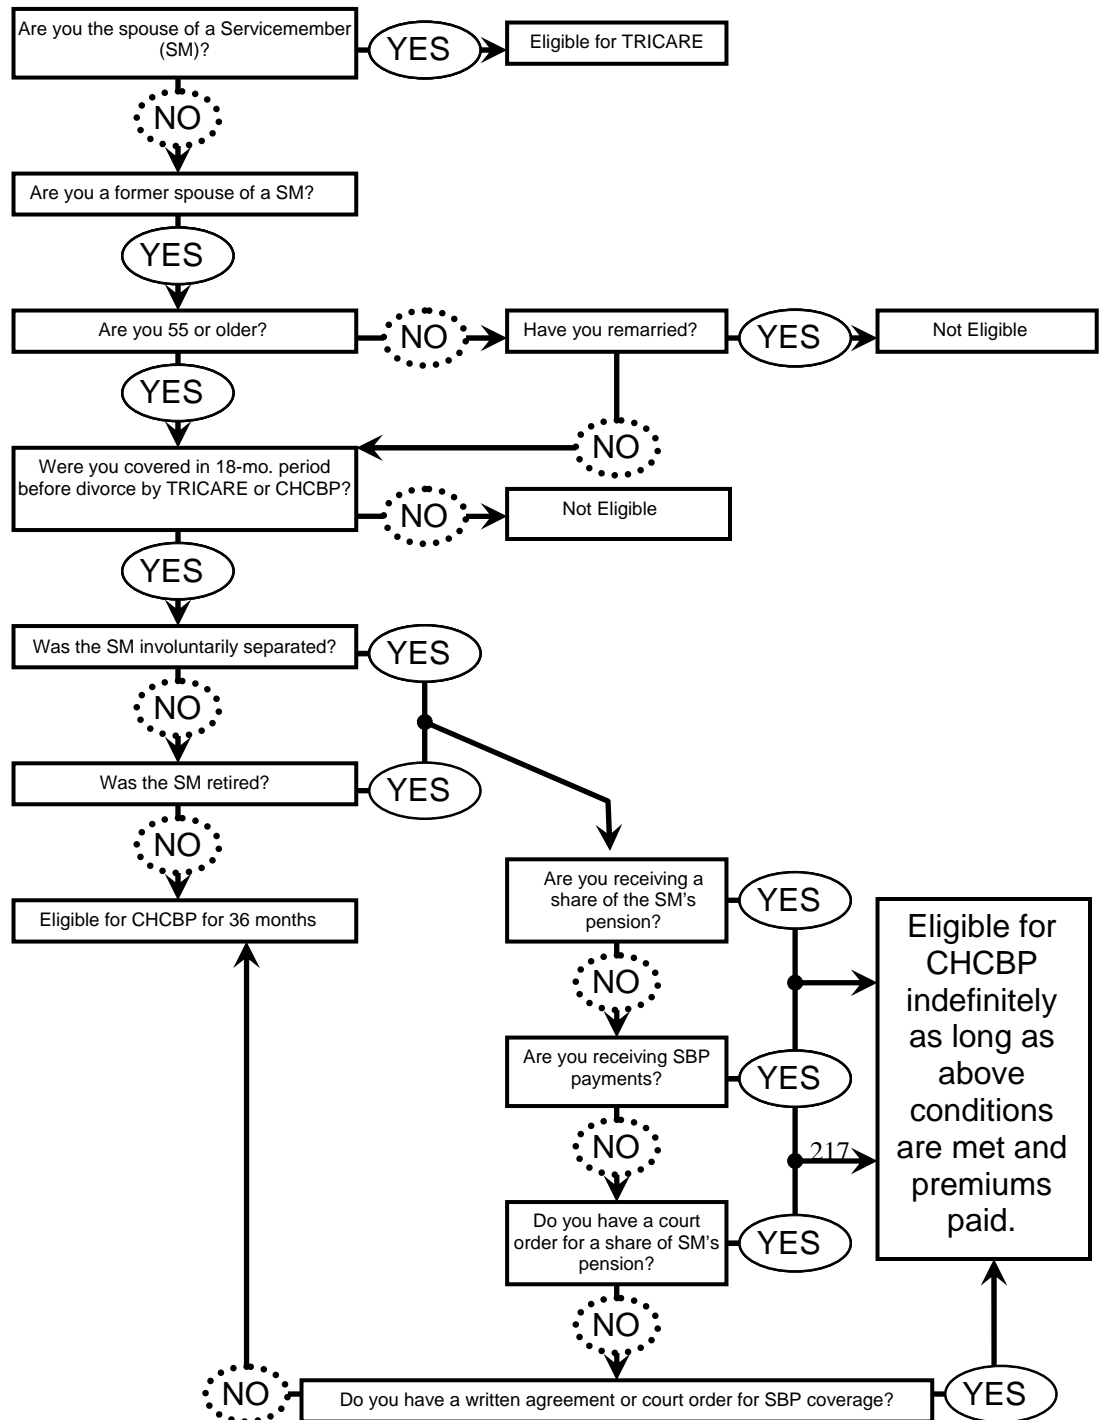 Are you the spouse of a Servicemember
(SM)?
YES
Eligible for TRICARE
NO
Are you a former spouse of a SM?
YES
Are you 55 or older?
NO
Have you remarried?
YES
Not Eligible
YES
NO
Were you covered in 18-mo. period
before divorce by TRICARE or CHCBP?
NO
Not Eligible
YES
Was the SM involuntarily separated?
YES
NO
Was the SM retired?
YES
NO
Eligible for CHCBP for 36 months
Are you receiving a
share of the SM's
pension?
YES
NO
Are you receiving SBP
payments?
YES
NO
Do you have a court
order for a share of SM's
pension?
YES
NO
Eligible for
CHCBP
indefinitely
as long as
above
conditions
are met and
premiums
paid.
217
NO
Do you have a written agreement or court order for SBP coverage?
YES